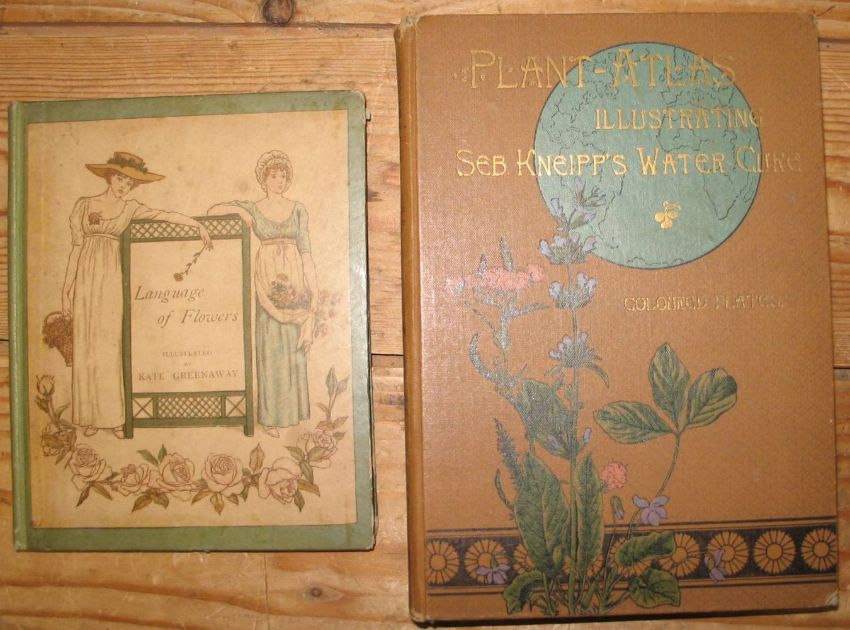 Language
of Flowers
ILLUSTRATED
BY
KATE GREENAWAY
PLANT-ATLAS
ILLUSTRATING
SEB. KNEIPP'S WATER-CURE
COLOURED PLATES.